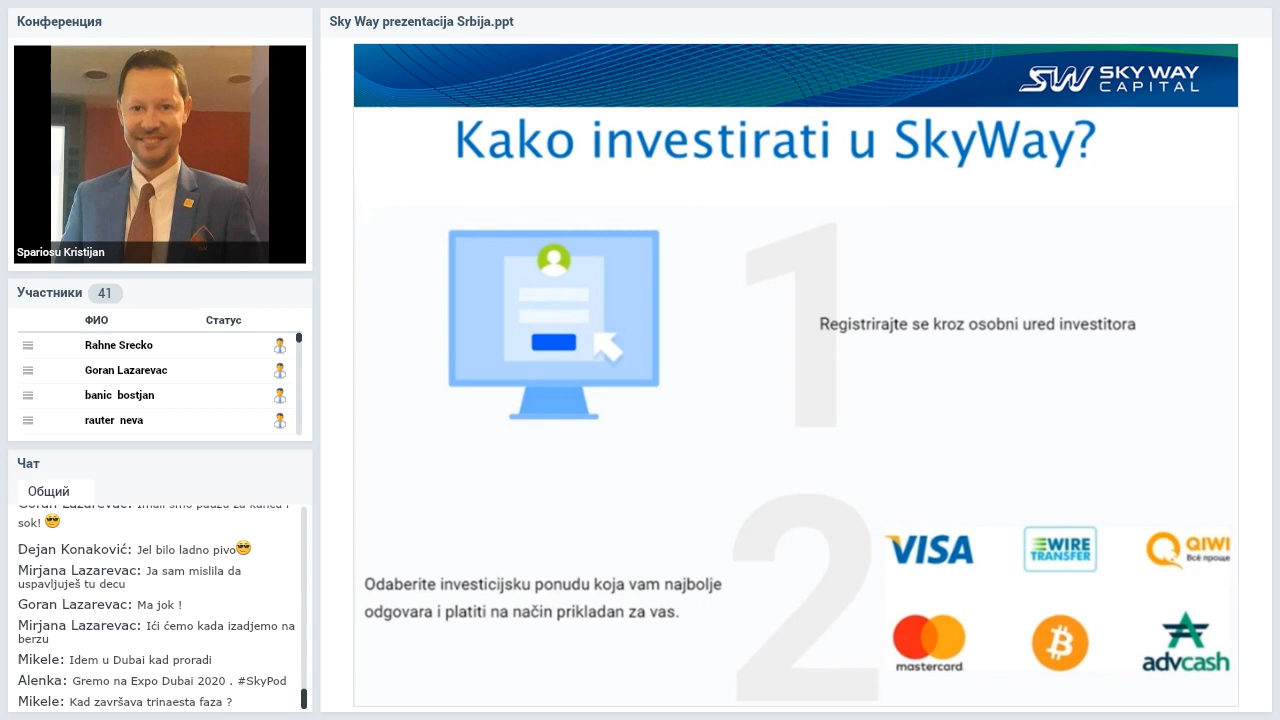 Конференция
Spariosu Kristijan
Участники 41
ФИО Статус
Rahne Srecko
Goran Lazarevac
banic bostjan
rauter neva
Чат
Общий
sok!
Dejan Konaković: Jel bilo ladno pivo
Mirjana Lazarevac: Ja sam mislila da
uspavljuješ tu decu
Goran Lazarevac: Ma jok !
Mirjana Lazarevac: Ići ćemo kada izadjemo na
berzu
Mikele: Idem u Dubai kad proradi
Alenka: Gremo na Expo Dubai 2020 . #SkyPod
Mikele: Kad završava trinaesta faza ?
Sky Way prezentacija Srbija.ppt
SW SKY WAY
CAPITAL
Kako investirati u SkyWay?
1
Registrirajte se kroz osobni ured investitora
2
Odaberite investicijsku ponudu koja vam najbolje
odgovara i platiti na način prikladan za vas.
VISA
WIRE
TRANSFER
QIWI
Всё проще
mastercard
advcash